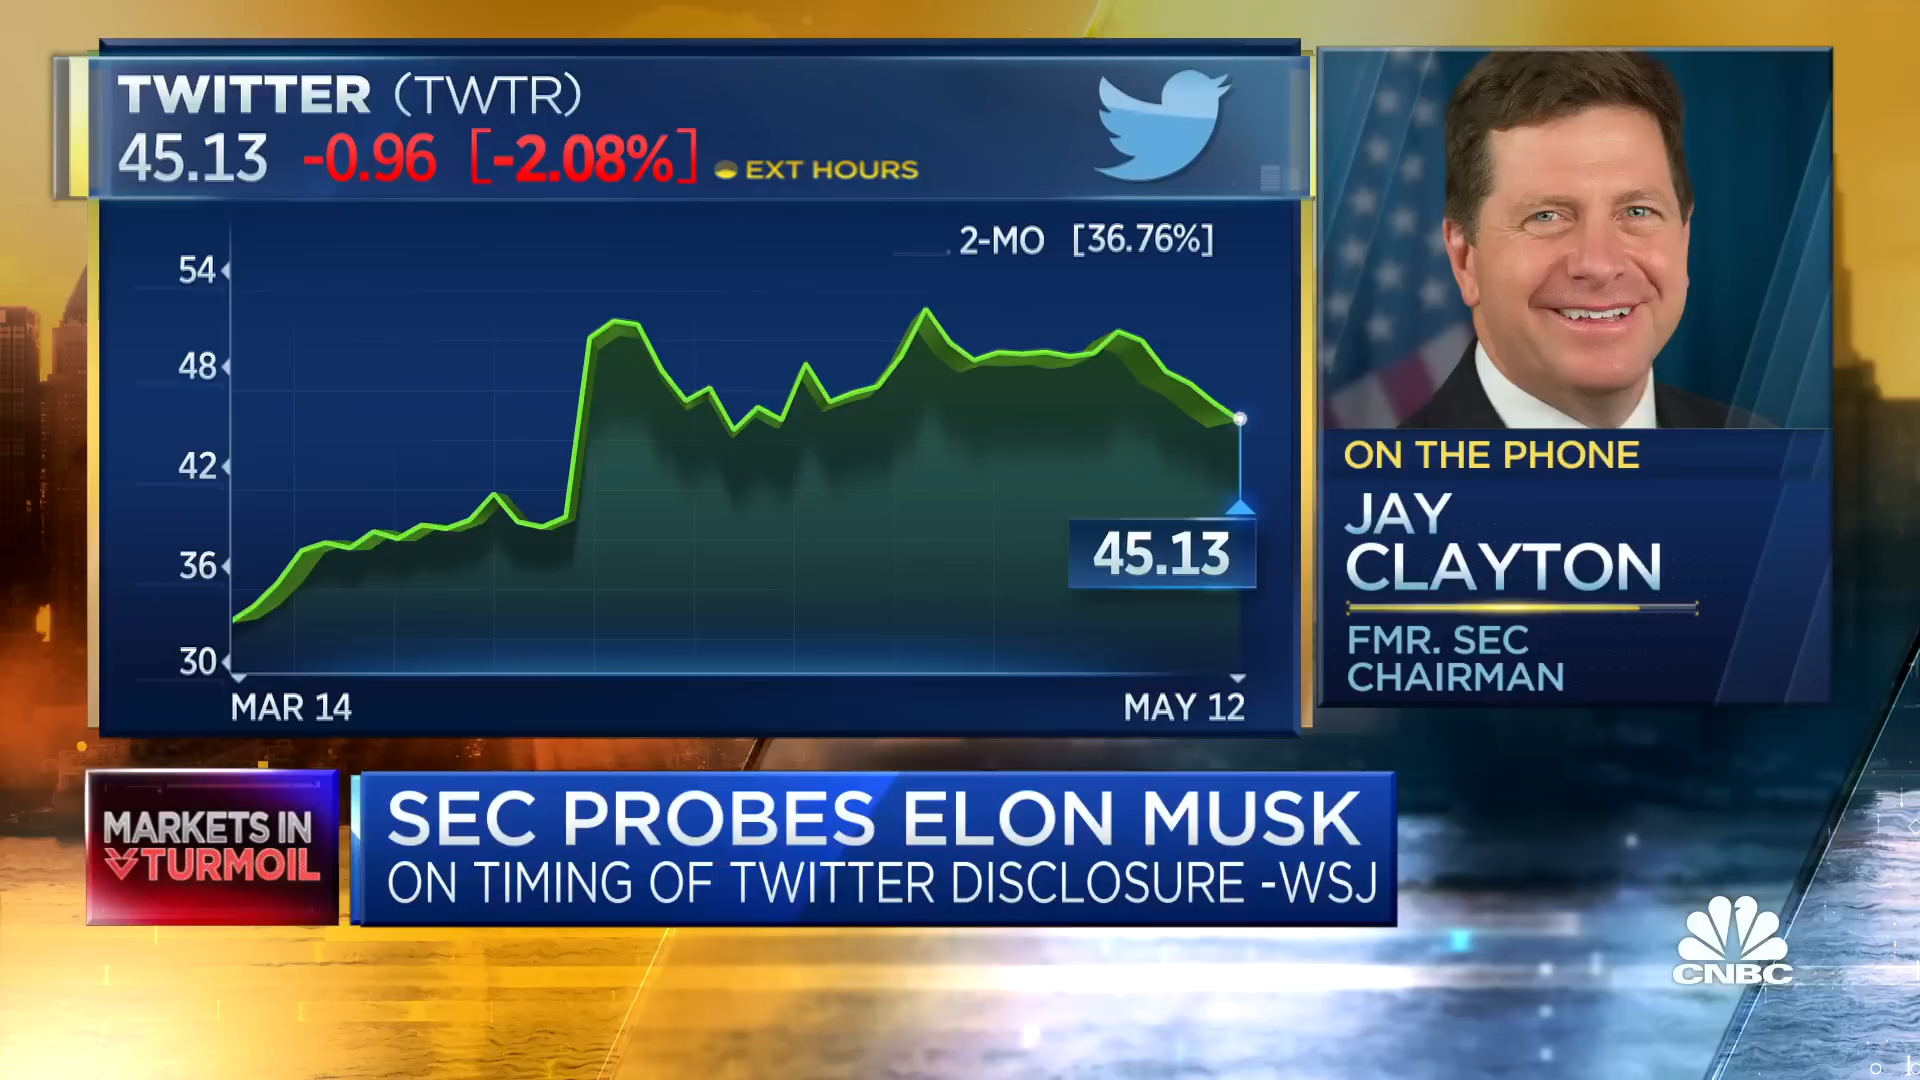 TWITTER (TWTR)
45.13 -0.96 [-2.08%] EXT HOURS
2-MO [36.76%]
54
48
42
36
30
45.13
MAR 14 MAY 12
ON THE PHONE
JAY
CLAYTON
FMR. SEC
CHAIRMAN
MARKETS IN
TURMOIL
SEC PROBES ELON MUSK
ON TIMING OF TWITTER DISCLOSURE -WSJ
CNBC